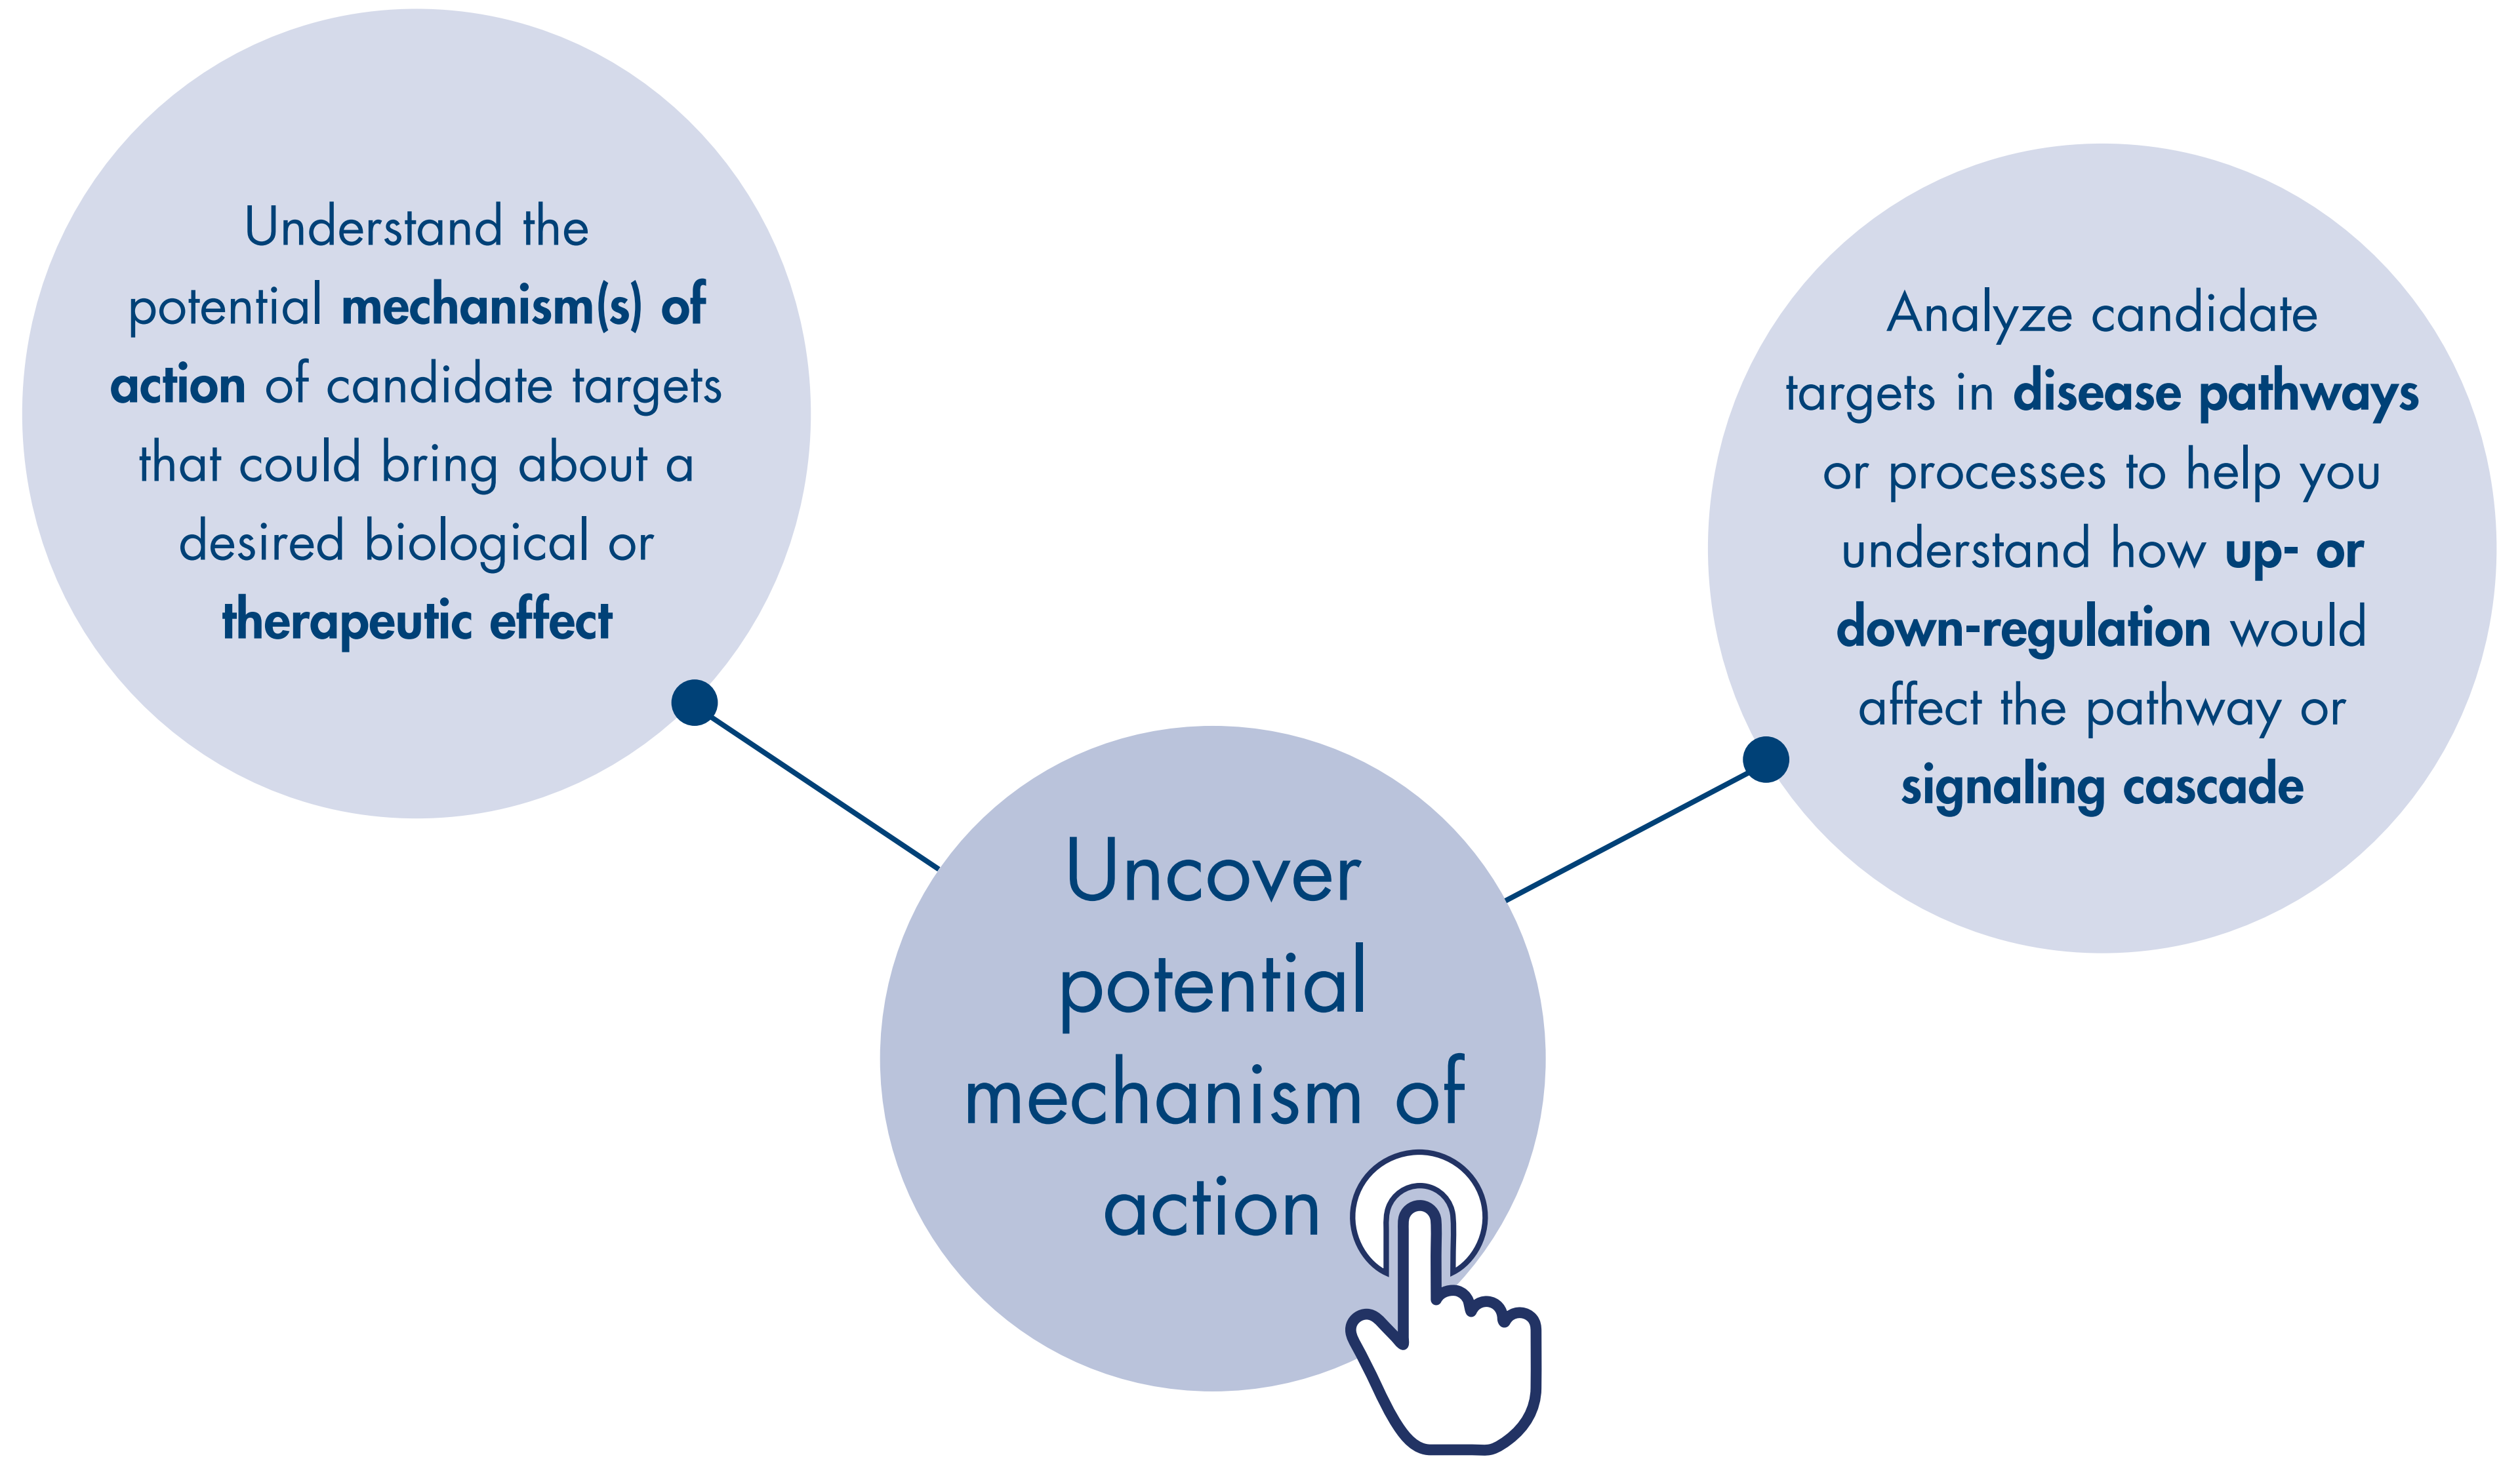 Understand the
potential mechanism(s) of
action of candidate targets
that could bring about a
desired biological or
therapeutic effect
Analyze candidate
targets in disease pathways
or processes to help you
understand how up- or
down-regulation would
affect the pathway or
signaling cascade
Uncover
potential
mechanism of
action